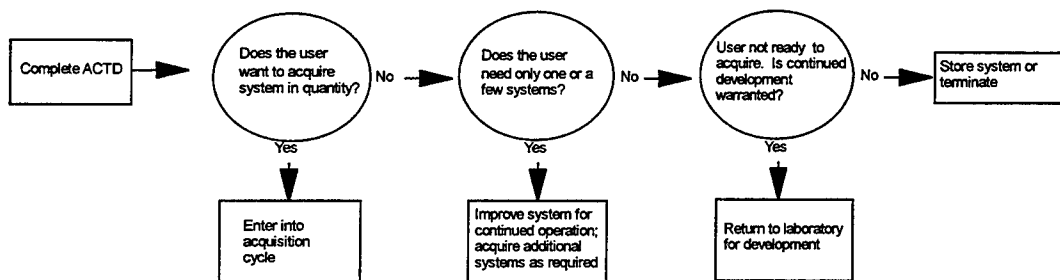 Complete ACTD
Does the user
want to acquire
system in quantity?
No
Does the user
need only one or a
few systems?
No
User not ready to
acquire. Is continued
development
warranted?
No
Store system or
terminate
Yes
Yes
Yes
Enter into
acquisition
cycle
Improve system for
continued operation;
acquire additional
systems as required
Return to laboratory
for development